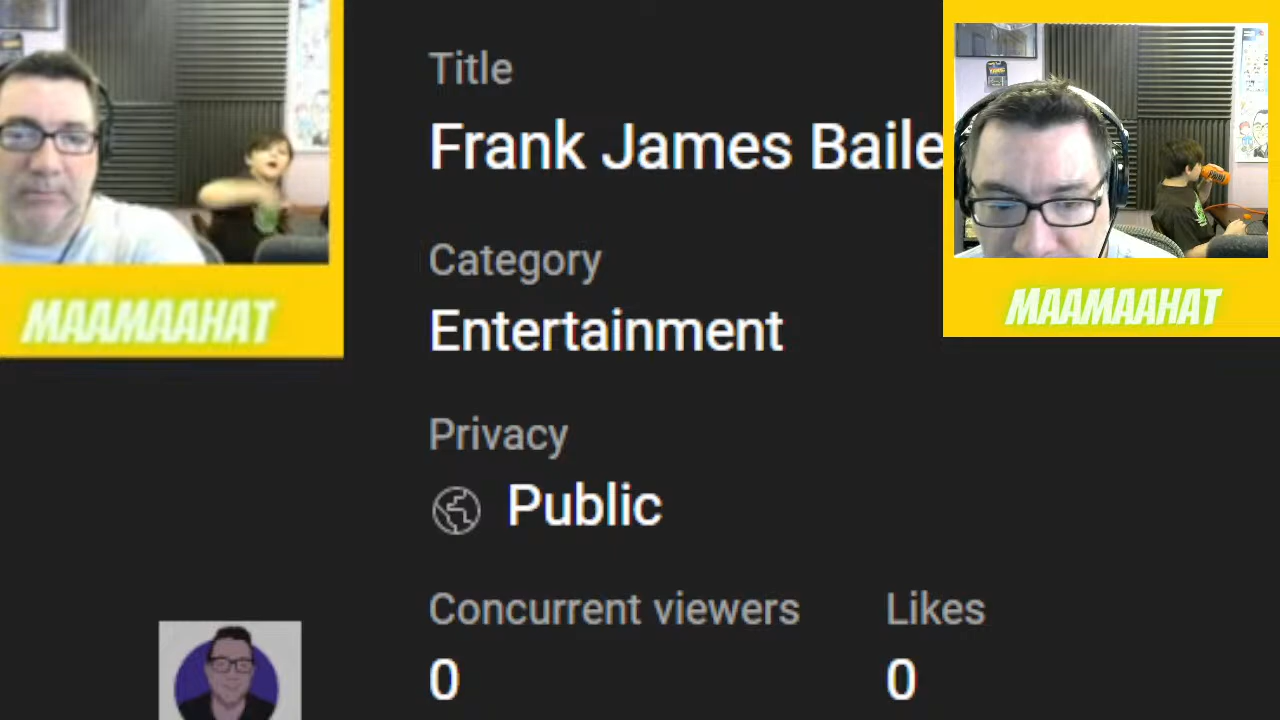 Title
Frank James Baile
Category
Entertainment
Privacy
Public
Concurrent viewers
Likes
0
0
MAAMAAHAT
MAAMAAHAT